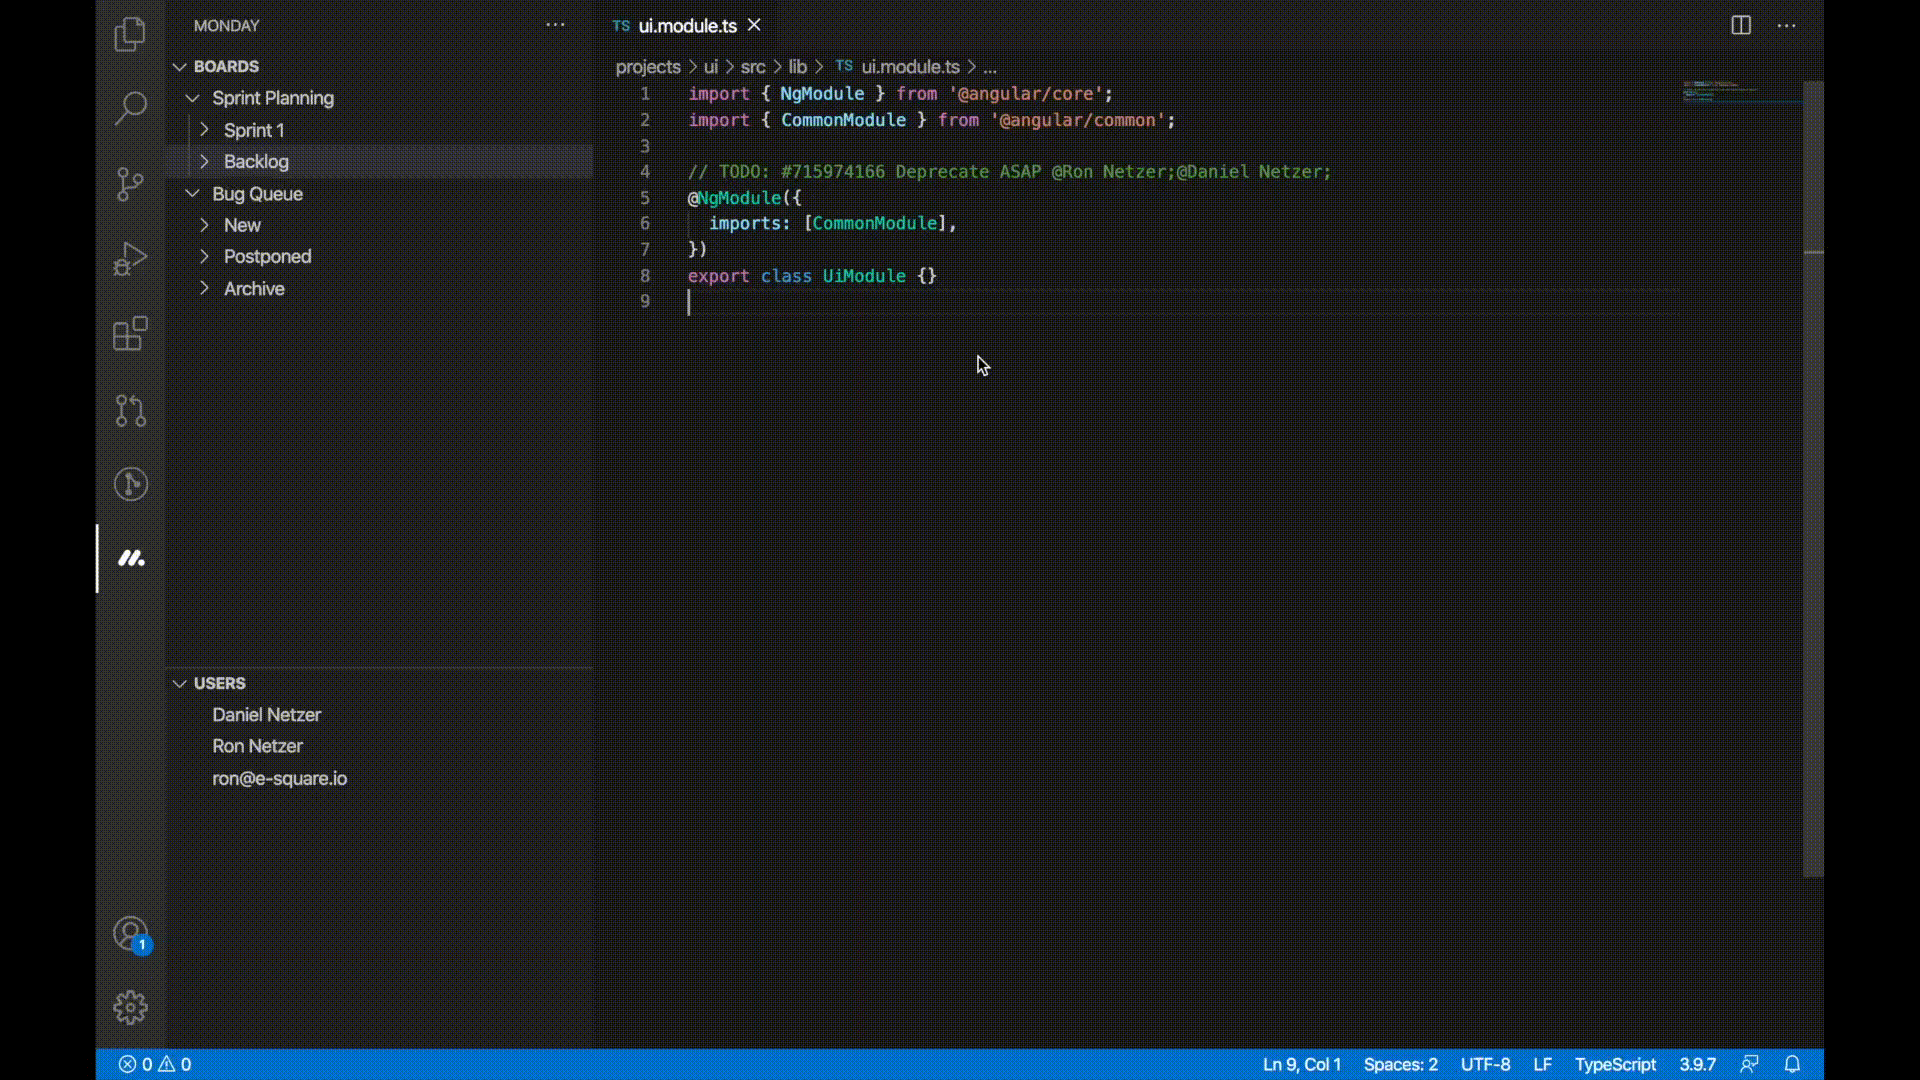 MONDAY
BOARDS
Sprint Planning
Sprint 1
Backlog
Bug Queue
New
Postponed
Archive
USERS
Daniel Netzer
Ron Netzer
ron@e-square.io
1
TS ui.module.ts
projects > ui > src > lib > TS ui.module.ts > ...
1 import { NgModule } from '@angular/core';
2 import { CommonModule } from '@angular/common';
3
4 // TODO: #715974166 Deprecate ASAP @Ron Netzer;@Daniel Netzer;
5 @NgModule({
6 imports: [CommonModule],
7 })
8 export class UiModule {}
9
0 0 Ln 9, Col 1 Spaces: 2 UTF-8 LF TypeScript 3.9.7